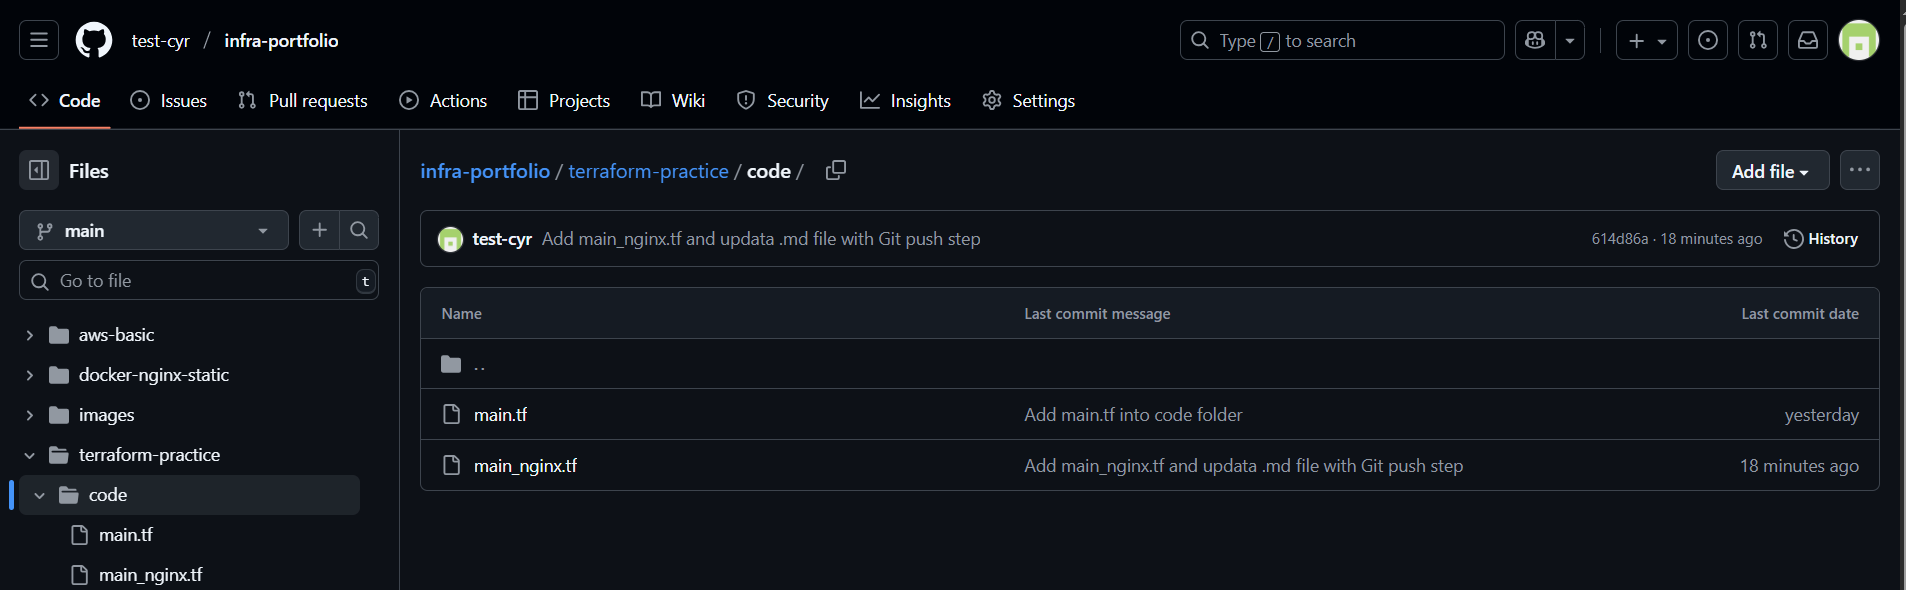 test-cyr / infra-portfolio
Type / to search
Code Issues Pull requests Actions Projects Wiki Security Insights Settings
Files
main
Go to file t
aws-basic
docker-nginx-static
images
terraform-practice
code
main.tf
main_nginx.tf
infra-portfolio / terraform-practice / code /
Add file
test-cyr Add main_nginx.tf and updata .md file with Git push step 614d86a · 18 minutes ago History
Name Last commit message Last commit date
..
main.tf Add main.tf into code folder yesterday
main_nginx.tf Add main_nginx.tf and updata .md file with Git push step 18 minutes ago